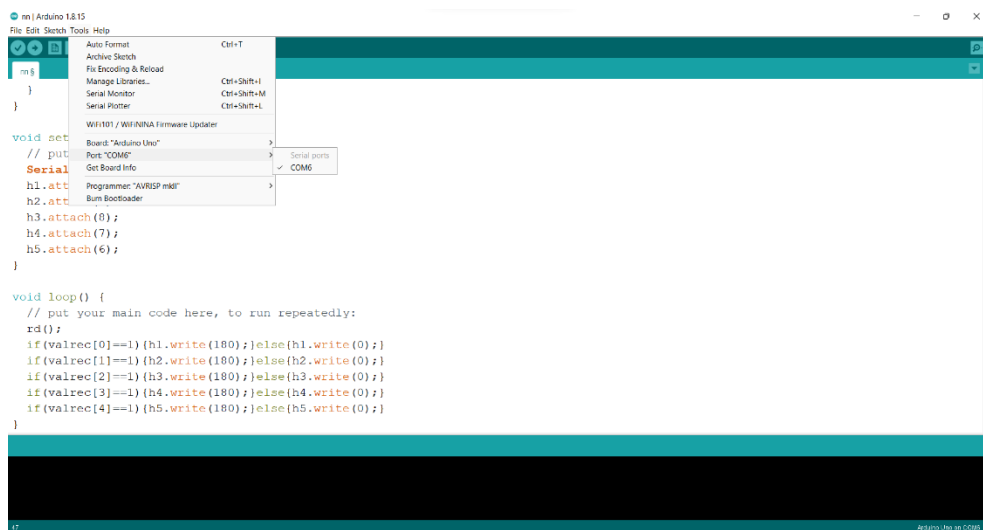 nn | Arduino 1.8.15
File Edit Sketch Tools Help
nn §
Auto Format Ctrl+T
Archive Sketch
Fix Encoding & Reload
Manage Libraries... Ctrl+Shift+I
Serial Monitor Ctrl+Shift+M
Serial Plotter Ctrl+Shift+L
WiFi101 / WiFiNINA Firmware Updater
Board: "Arduino Uno"
Port: "COM6"
Get Board Info
Programmer: "AVRISP mkII"
Burn Bootloader
Serial ports
COM6
}
}
void set
// put
Serial
h1.att
h2.att
h3.attach(8);
h4.attach(7);
h5.attach(6);
}
void loop() {
// put your main code here, to run repeatedly:
rd();
if(valrec[0]==1){h1.write(180);}else{h1.write(0);}
if(valrec[1]==1){h2.write(180);}else{h2.write(0);}
if(valrec[2]==1){h3.write(180);}else{h3.write(0);}
if(valrec[3]==1){h4.write(180);}else{h4.write(0);}
if(valrec[4]==1){h5.write(180);}else{h5.write(0);}
}
47 Arduino Uno on COM6